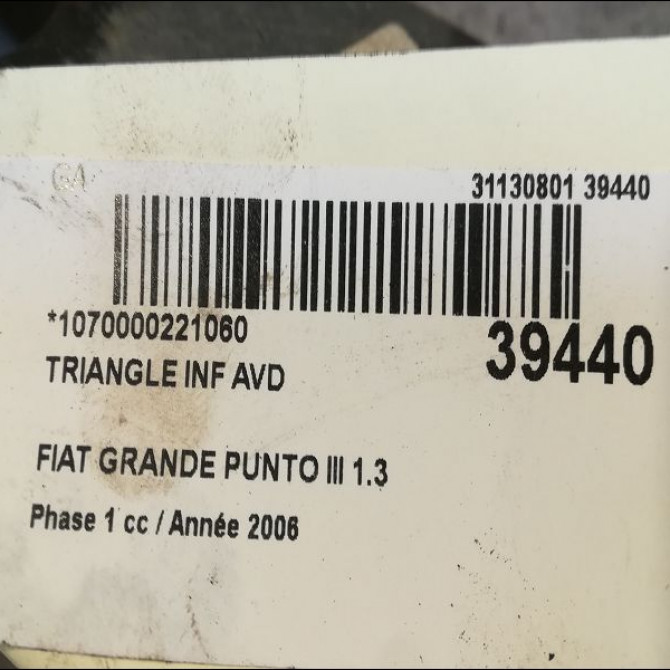 31130801 39440
*1070000221060
39440
TRIANGLE INF AVD
FIAT GRANDE PUNTO III 1.3
Phase 1 cc / Année 2006